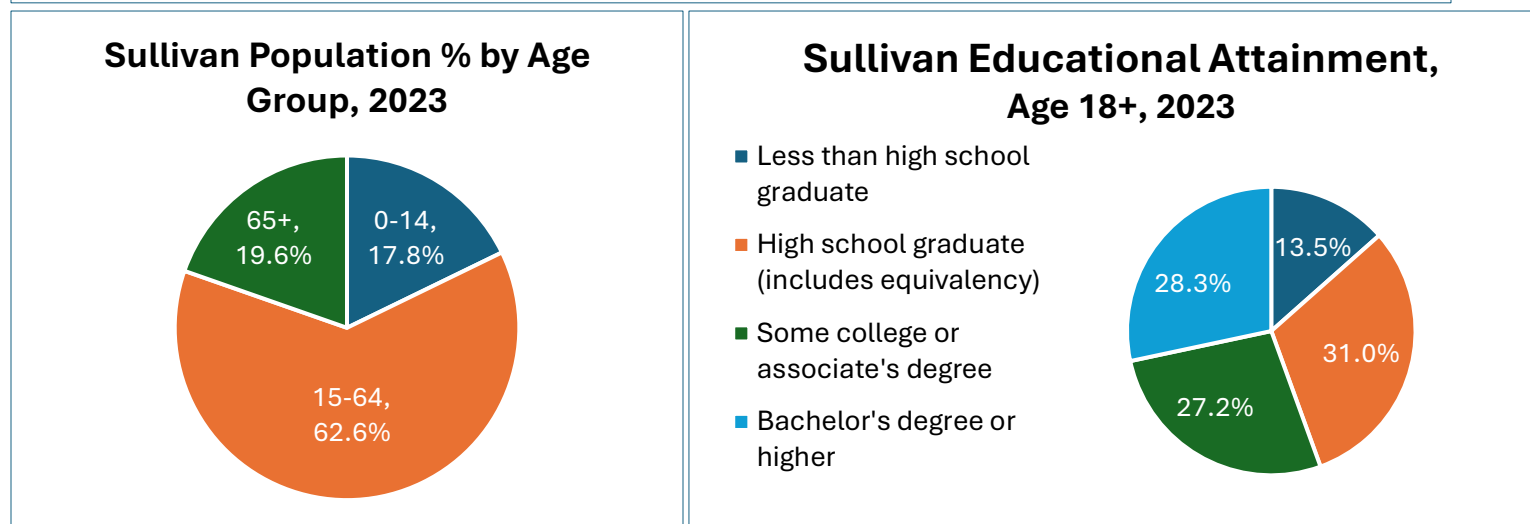 Sullivan Population % by Age
Group, 2023
65+,
19.6%
0-14,
17.8%
15-64,
62.6%
Sullivan Educational Attainment,
Age 18+, 2023
Less than high school
graduate
High school graduate
(includes equivalency)
Some college or
associate's degree
Bachelor's degree or
higher
13.5%
28.3%
31.0%
27.2%